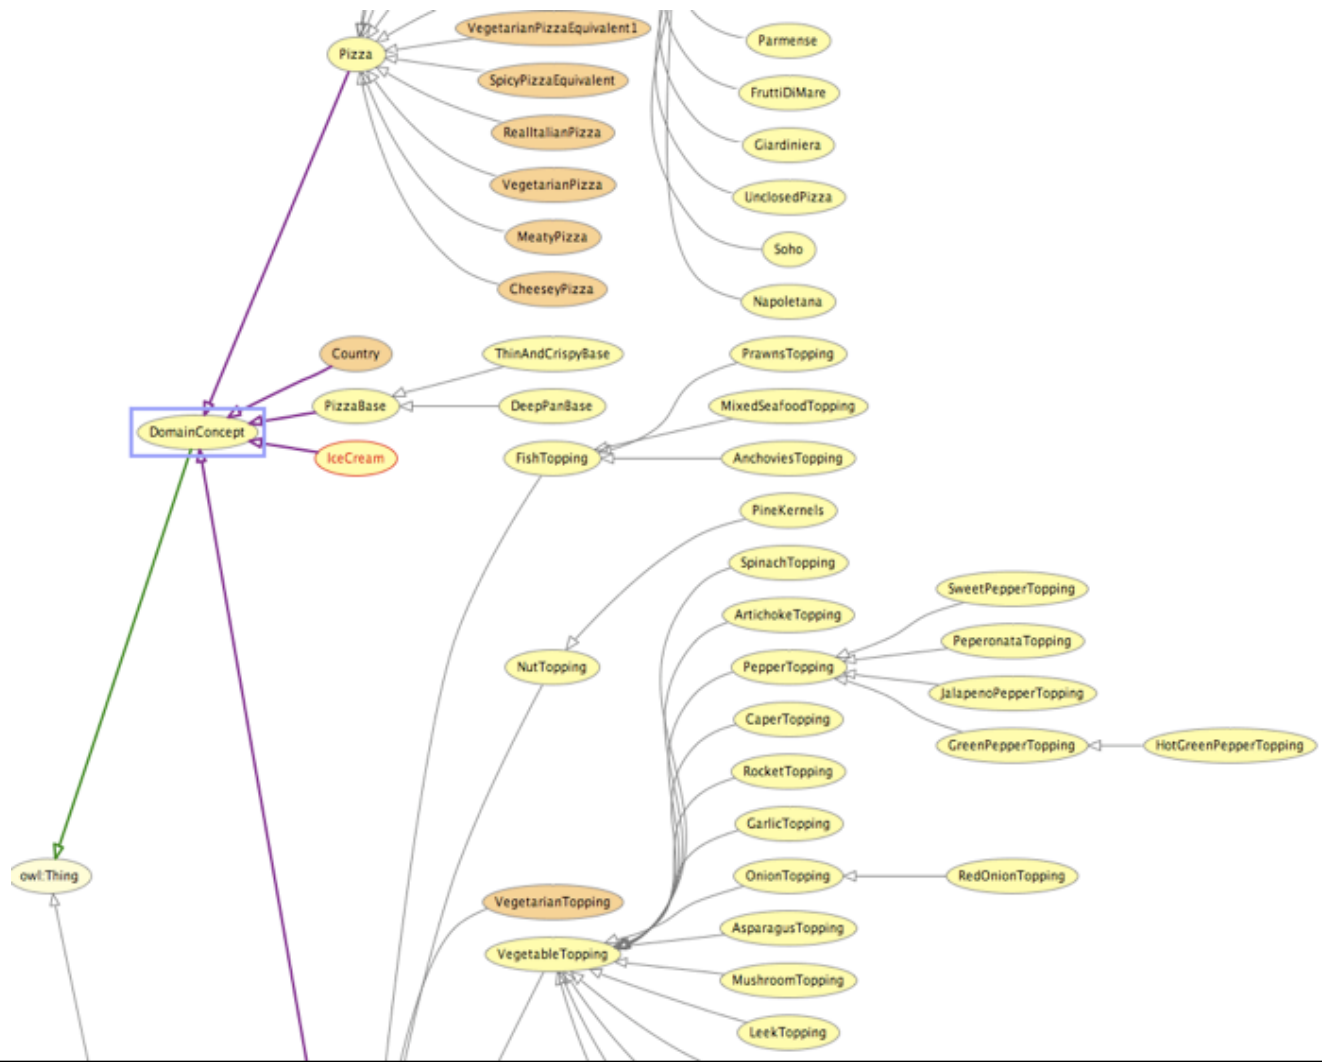 VegetarianPizzaEquivalent1
Parmense
Pizza
SpicyPizzaEquivalent
FruttiDiMare
RealItalianPizza
Giardiniera
VegetarianPizza
UnclosedPizza
MeatyPizza
Soho
CheeseyPizza
Napoletana
Country
ThinAndCrispyBase
PrawnsTopping
PizzaBase
DeepPanBase
MixedSeafoodTopping
DomainConcept
IceCream
FishTopping
AnchoviesTopping
PineKernels
SpinachTopping
SweetPepperTopping
ArtichokeTopping
PeperonataTopping
NutTopping
PepperTopping
JalapenoPepperTopping
CaperTopping
GreenPepperTopping
HotGreenPepperTopping
RocketTopping
GarlicTopping
owl:Thing
OnionTopping
RedOnionTopping
VegetarianTopping
AsparagusTopping
VegetableTopping
MushroomTopping
LeekTopping